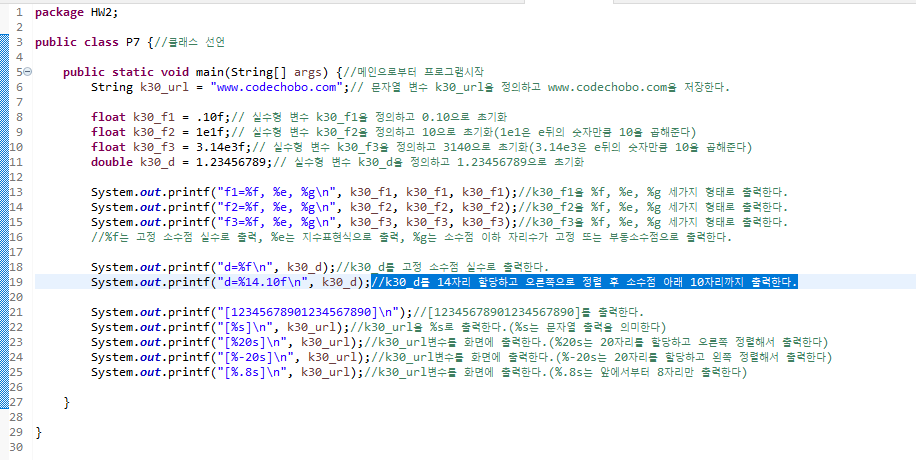 1 package HW2;
2
3 public class P7 {//클래스 선언
4
5 public static void main(String[] args) {//메인으로부터 프로그램시작
6 String k30_url = "www.codechobo.com";// 문자열 변수 k30_url을 정의하고 www.codechobo.com을 저장한다.
7
8 float k30_f1 = .10f;// 실수형 변수 k30_f1을 정의하고 0.10으로 초기화
9 float k30_f2 = 1e1f;// 실수형 변수 k30_f2을 정의하고 10으로 초기화(1e1은 e뒤의 숫자만큼 10을 곱해준다)
10 float k30_f3 = 3.14e3f;// 실수형 변수 k30_f3을 정의하고 3140으로 초기화(3.14e3은 e뒤의 숫자만큼 10을 곱해준다)
11 double k30_d = 1.23456789;// 실수형 변수 k30_d을 정의하고 1.23456789으로 초기화
12
13 System.out.printf("f1=%f, %e, %g\n", k30_f1, k30_f1, k30_f1);//k30_f1을 %f, %e, %g 세가지 형태로 출력한다.
14 System.out.printf("f2=%f, %e, %g\n", k30_f2, k30_f2, k30_f2);//k30_f2을 %f, %e, %g 세가지 형태로 출력한다.
15 System.out.printf("f3=%f, %e, %g\n", k30_f3, k30_f3, k30_f3);//k30_f3을 %f, %e, %g 세가지 형태로 출력한다.
16 //%f는 고정 소수점 실수로 출력, %e는 지수표현식으로 출력, %g는 소수점 이하 자리수가 고정 또는 부동소수점으로 출력한다.
17
18 System.out.printf("d=%f\n", k30_d);//k30_d를 고정 소수점 실수로 출력한다.
19 System.out.printf("d=%14.10f\n", k30_d);//k30_d를 14자리 할당하고 오른쪽으로 정렬 후 소수점 아래 10자리까지 출력한다.
20
21 System.out.printf("[12345678901234567890]\n");//[12345678901234567890]를 출력한다.
22 System.out.printf("[%s]\n", k30_url);//k30_url을 %s로 출력한다.(%s는 문자열 출력을 의미한다)
23 System.out.printf("[%20s]\n", k30_url);//k30_url변수를 화면에 출력한다.(%20s는 20자리를 할당하고 오른쪽 정렬해서 출력한다)
24 System.out.printf("[%-20s]\n", k30_url);//k30_url변수를 화면에 출력한다.(%-20s는 20자리를 할당하고 왼쪽 정렬해서 출력한다)
25 System.out.printf("[%.8s]\n", k30_url);//k30_url변수를 화면에 출력한다.(%.8s는 앞에서부터 8자리만 출력한다)
26
27 }
28
29 }
30